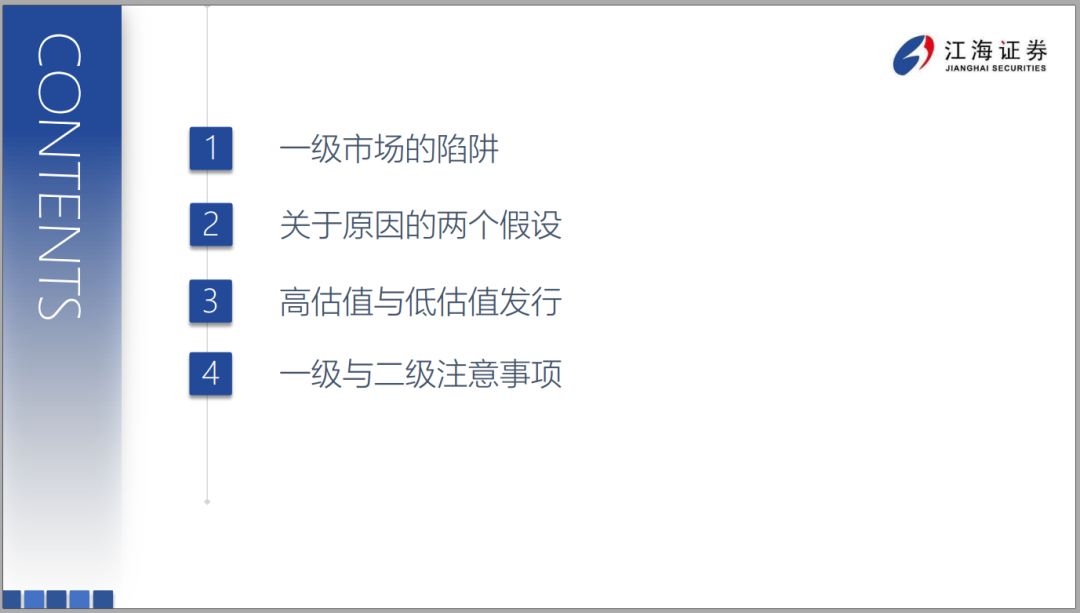 CONTENTS
江海证券
JIANGHAI SECURITIES
1 一级市场的陷阱
2 关于原因的两个假设
3 高估值与低估值发行
4 一级与二级注意事项